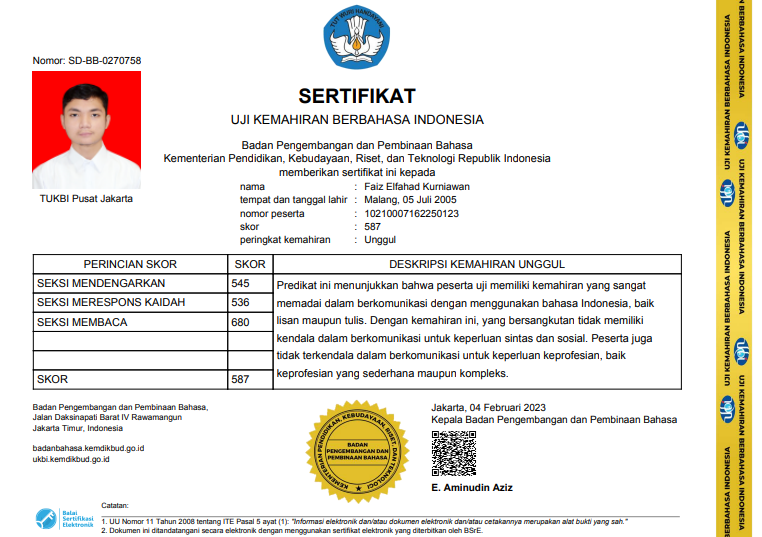 TUT WURI HANDAYANI
Nomor: SD-BB-0270758
SERTIFIKAT
UJI KEMAHIRAN BERBAHASA INDONESIA
Badan Pengembangan dan Pembinaan Bahasa
Kementerian Pendidikan, Kebudayaan, Riset, dan Teknologi Republik Indonesia
memberikan sertifikat ini kepada
nama : Faiz Elfahad Kurniawan
tempat dan tanggal lahir : Malang, 05 Juli 2005
nomor peserta : 10210007162250123
skor : 587
peringkat kemahiran : Unggul
TUKBI Pusat Jakarta
PERINCIAN SKOR SKOR DESKRIPSI KEMAHIRAN UNGGUL
SEKSI MENDENGARKAN 545
SEKSI MERESPONS KAIDAH 536
SEKSI MEMBACA 680
SKOR 587
Predikat ini menunjukkan bahwa peserta uji memiliki kemahiran yang sangat
memadai dalam berkomunikasi dengan menggunakan bahasa Indonesia, baik
lisan maupun tulis. Dengan kemahiran ini, yang bersangkutan tidak memiliki
kendala dalam berkomunikasi untuk keperluan sintas dan sosial. Peserta juga
tidak terkendala dalam berkomunikasi untuk keperluan keprofesian, baik
keprofesian yang sederhana maupun kompleks.
Badan Pengembangan dan Pembinaan Bahasa,
Jalan Daksinapati Barat IV Rawamangun
Jakarta Timur, Indonesia
badanbahasa.kemdikbud.go.id
ukbi.kemdikbud.go.id
KEMENTERIAN PENDIDIKAN, KEBUDAYAAN, RISET, DAN TEKNOLOGI
BADAN
PENGEMBANGAN DAN
PEMBINAAN BAHASA
Jakarta, 04 Februari 2023
Kepala Badan Pengembangan dan Pembinaan Bahasa
E. Aminudin Aziz
Balai
Sertifikasi
Elektronik
Catatan:
1. UU Nomor 11 Tahun 2008 tentang ITE Pasal 5 ayat (1): "Informasi elektronik dan/atau dokumen elektronik dan/atau cetakannya merupakan alat bukti yang sah."
2. Dokumen ini ditandatangani secara elektronik dengan menggunakan sertifikat elektronik yang diterbitkan oleh BSrE.
UJI KEMAHIRAN BERBAHASA INDONESIA
UJI KEMAHIRAN BERBAHASA INDONESIA
UJI KEMAHIRAN BERBAHASA INDONESIA
UJI KEMAHIRAN BERBAHASA INDONESIA